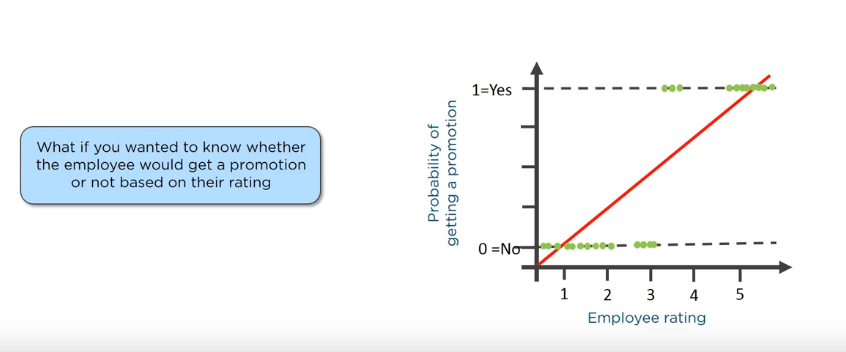 What if you wanted to know whether
the employee would get a promotion
or not based on their rating
Probability of
getting a promotion
1=Yes
0 =No
1 2 3 4 5
Employee rating